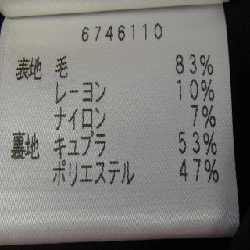 6746110
表地 毛 83%
レーヨン 10%
ナイロン 7%
裏地 キュプラ 53%
ポリエステル 47%